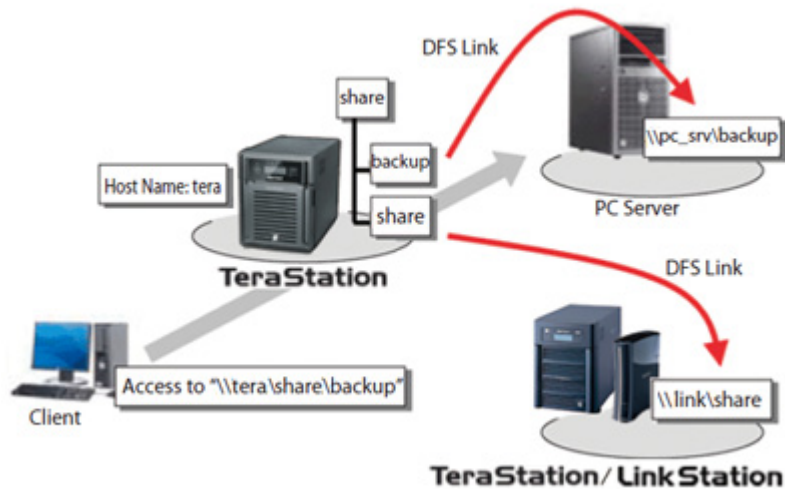 DFS Link
share
\\pc_srv\backup
backup
Host Name: tera
share
PC Server
TeraStation
DFS Link
Access to "\\tera\share\backup"
\\link\share
Client
TeraStation/LinkStation